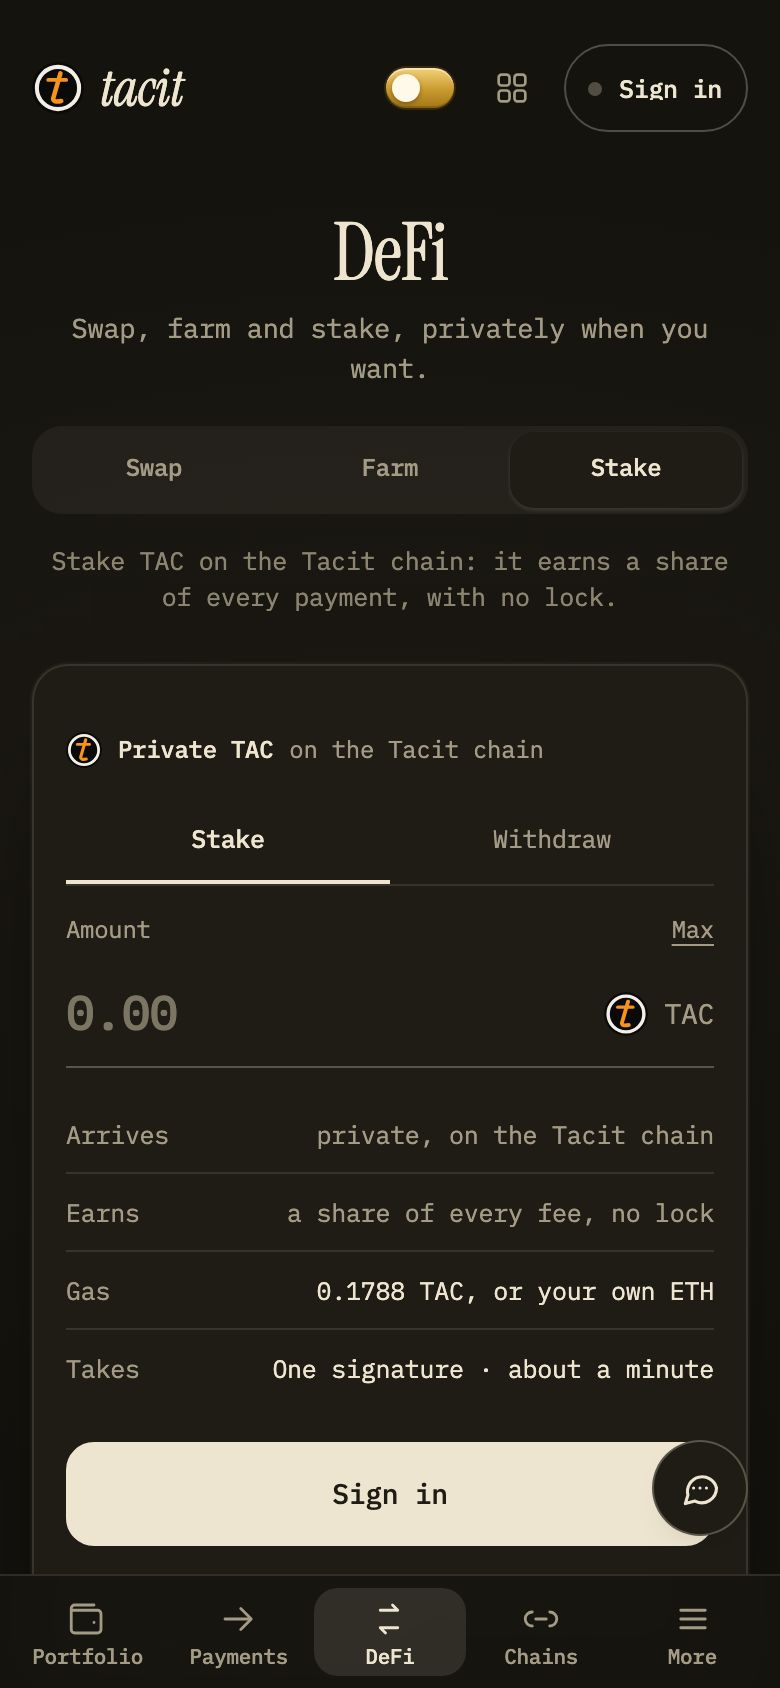 tacit
Sign in
DeFi
Swap, farm and stake, privately when you
want.
Swap Farm Stake
Stake TAC on the Tacit chain: it earns a share
of every payment, with no lock.
t Private TAC on the Tacit chain
Stake Withdraw
Amount Max
0.00 t TAC
Arrives private, on the Tacit chain
Earns a share of every fee, no lock
Gas 0.1788 TAC, or your own ETH
Takes One signature · about a minute
Sign in
Portfolio Payments DeFi Chains More